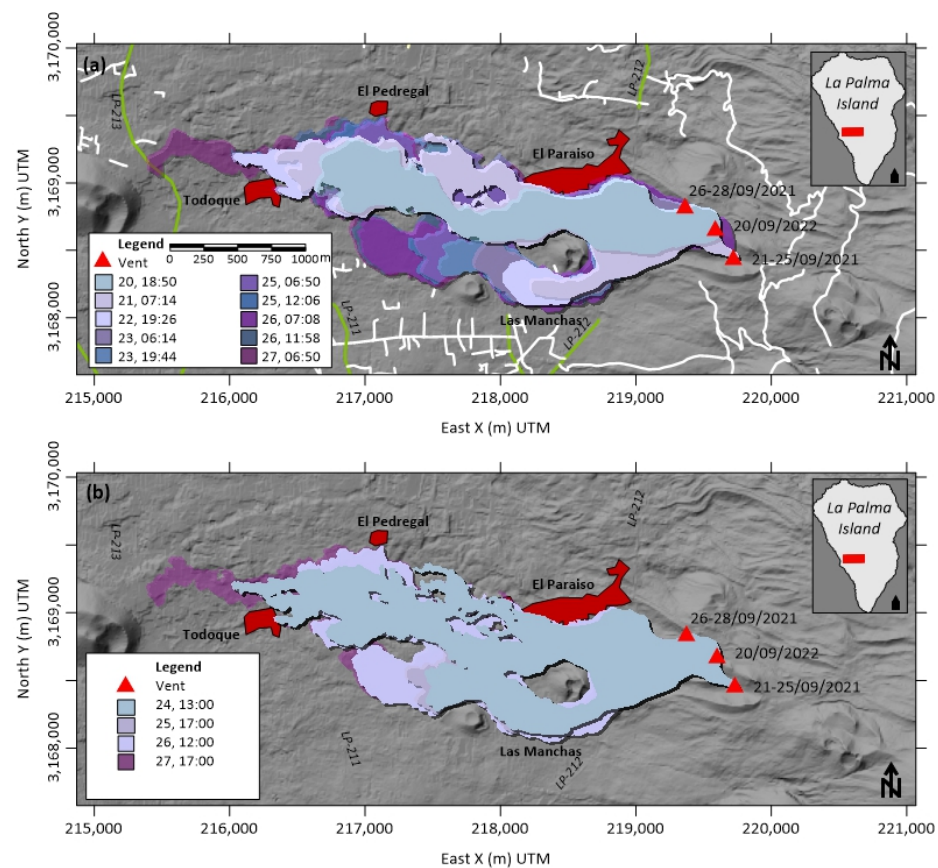 3,170,000
3,169,000
3,168,000
North Y (m) UTM
(a)
LP-213
LP-212
El Pedregal
El Paraiso
Todoque
26-28/09/2021
20/09/2022
21-25/09/2021
Las Manchas
LP-211
LP-212
La Palma
Island
Legend
Vent
0 250 500 750 1000m
20, 18:50
21, 07:14
22, 19:26
23, 06:14
23, 19:44
25, 06:50
25, 12:06
26, 07:08
26, 11:58
27, 06:50
N
215,000 216,000 217,000 218,000 219,000 220,000 221,000
East X (m) UTM
3,170,000
3,169,000
3,168,000
North Y (m) UTM
(b)
LP-213
LP-212
El Pedregal
El Paraiso
Todoque
26-28/09/2021
20/09/2022
21-25/09/2021
Las Manchas
LP-211
LP-212
La Palma
Island
Legend
Vent
24, 13:00
25, 17:00
26, 12:00
27, 17:00
N
215,000 216,000 217,000 218,000 219,000 220,000 221,000
East X (m) UTM